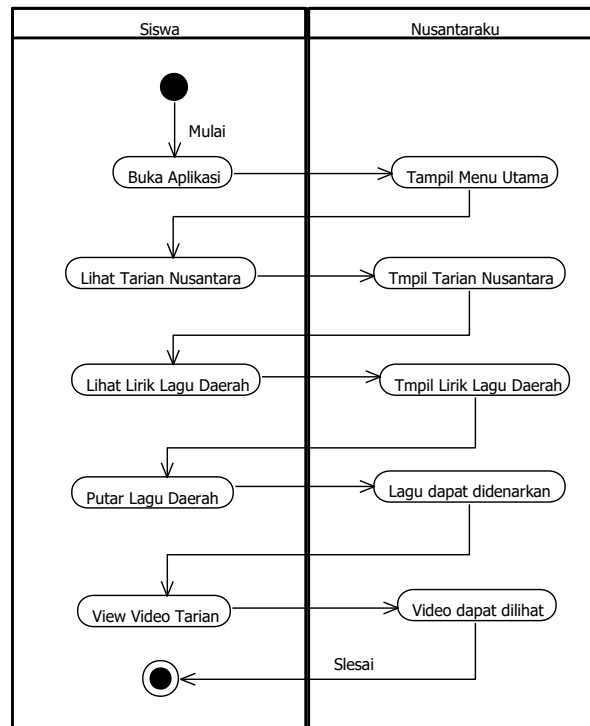 Siswa
Nusantaraku
Mulai
Buka Aplikasi
Tampil Menu Utama
Lihat Tarian Nusantara
Tmpil Tarian Nusantara
Lihat Lirik Lagu Daerah
Tmpil Lirik Lagu Daerah
Putar Lagu Daerah
Lagu dapat didenarkan
View Video Tarian
Video dapat dilihat
Slesai